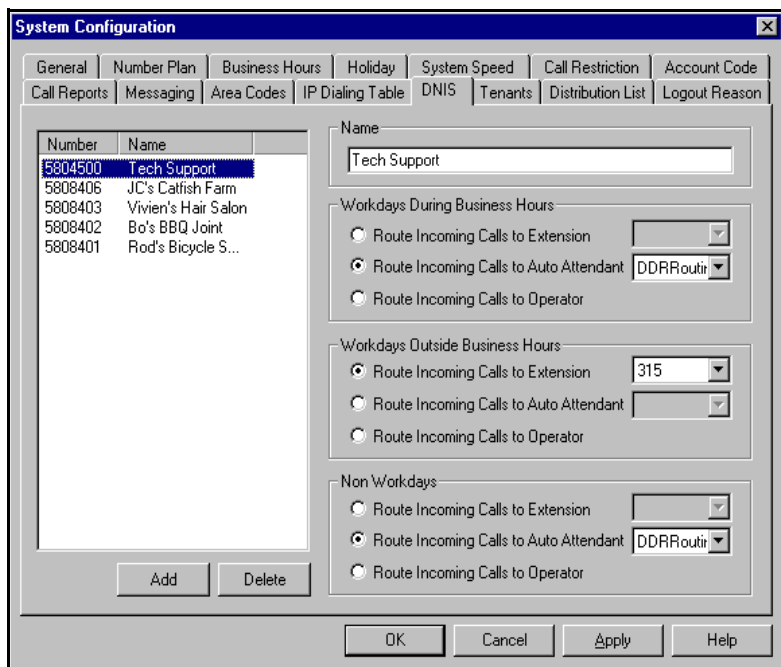 System Configuration
General Number Plan Business Hours Holiday System Speed Call Restriction Account Code
Call Reports Messaging Area Codes IP Dialing Table DNIS Tenants Distribution List Logout Reason
Number Name
5804500 Tech Support
5808406 JC's Catfish Farm
5808403 Vivien's Hair Salon
5808402 Bo's BBQ Joint
5808401 Rod's Bicycle S...
Add Delete
Name
Tech Support
Workdays During Business Hours
Route Incoming Calls to Extension
Route Incoming Calls to Auto Attendant DDRRoutin
Route Incoming Calls to Operator
Workdays Outside Business Hours
Route Incoming Calls to Extension 315
Route Incoming Calls to Auto Attendant
Route Incoming Calls to Operator
Non Workdays
Route Incoming Calls to Extension
Route Incoming Calls to Auto Attendant DDRRoutin
Route Incoming Calls to Operator
OK Cancel Apply Help